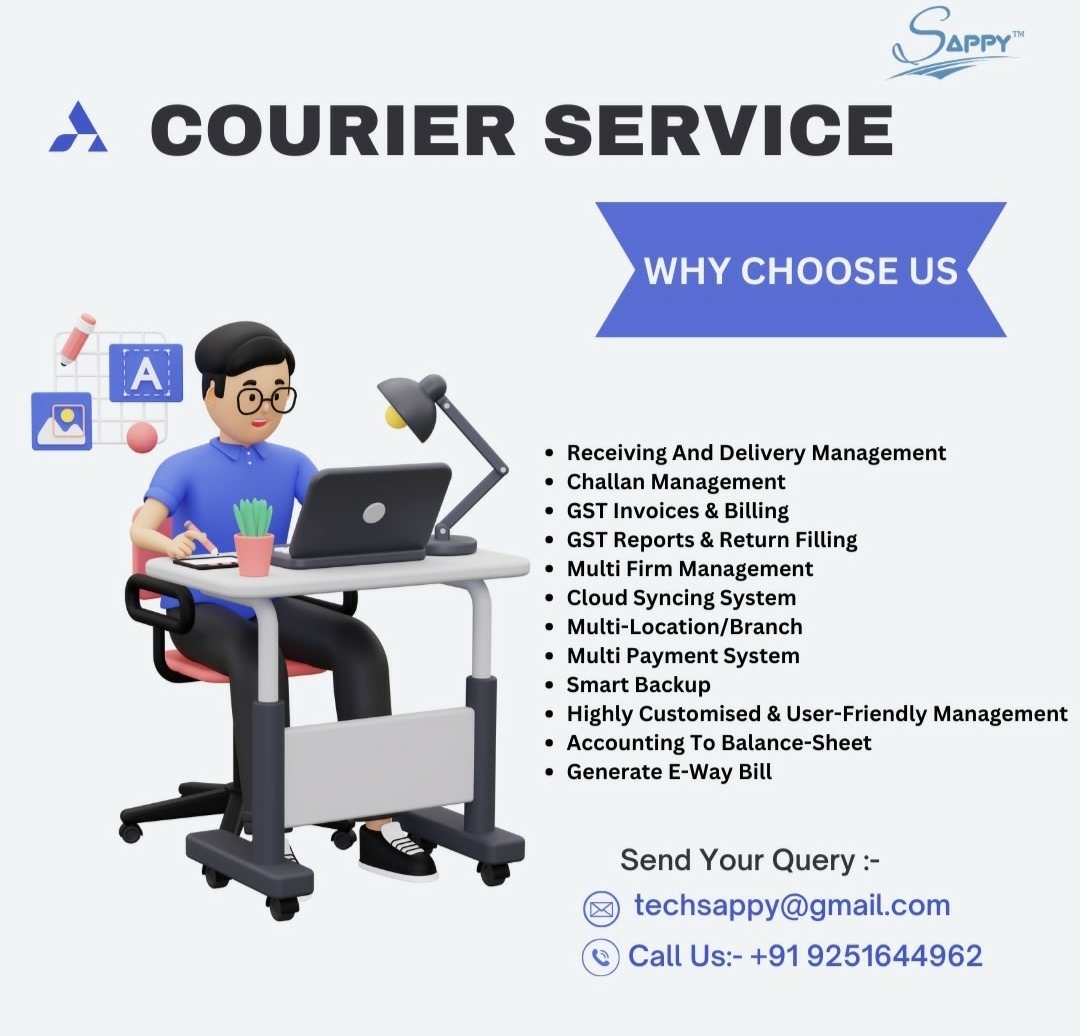 SAPPY™
COURIER SERVICE
WHY CHOOSE US
A
• Receiving And Delivery Management
• Challan Management
• GST Invoices & Billing
• GST Reports & Return Filling
• Multi Firm Management
• Cloud Syncing System
• Multi-Location/Branch
• Multi Payment System
• Smart Backup
• Highly Customised & User-Friendly Management
• Accounting To Balance-Sheet
• Generate E-Way Bill
Send Your Query :-
techsappy@gmail.com
Call Us:- +91 9251644962